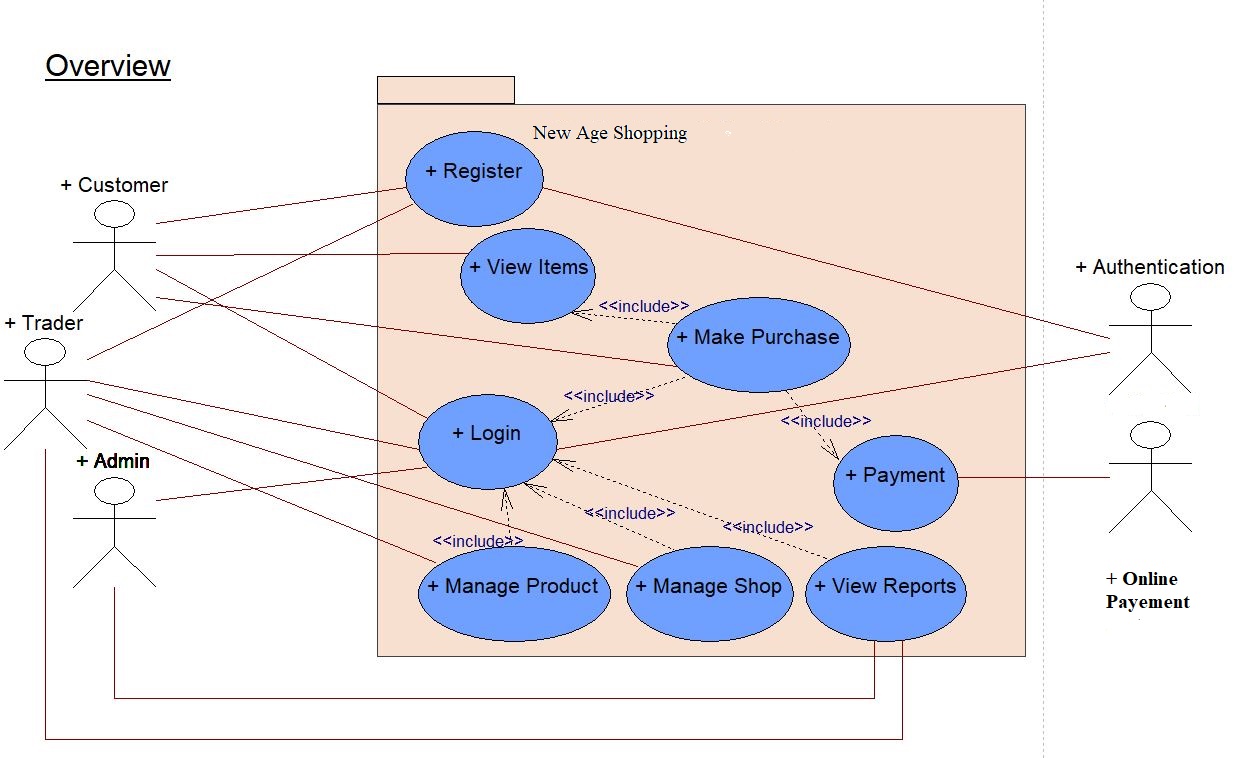 Overview
New Age Shopping
+ Register
+ Customer
+ View Items
+ Authentication
<<include>>
+ Trader
+ Make Purchase
<<include>>
<<include>>
+ Login
+ Admin
+ Payment
<<include>>
<<include>>
<<include>>
+ Manage Product
+ Manage Shop
+ View Reports
+ Online
Payement